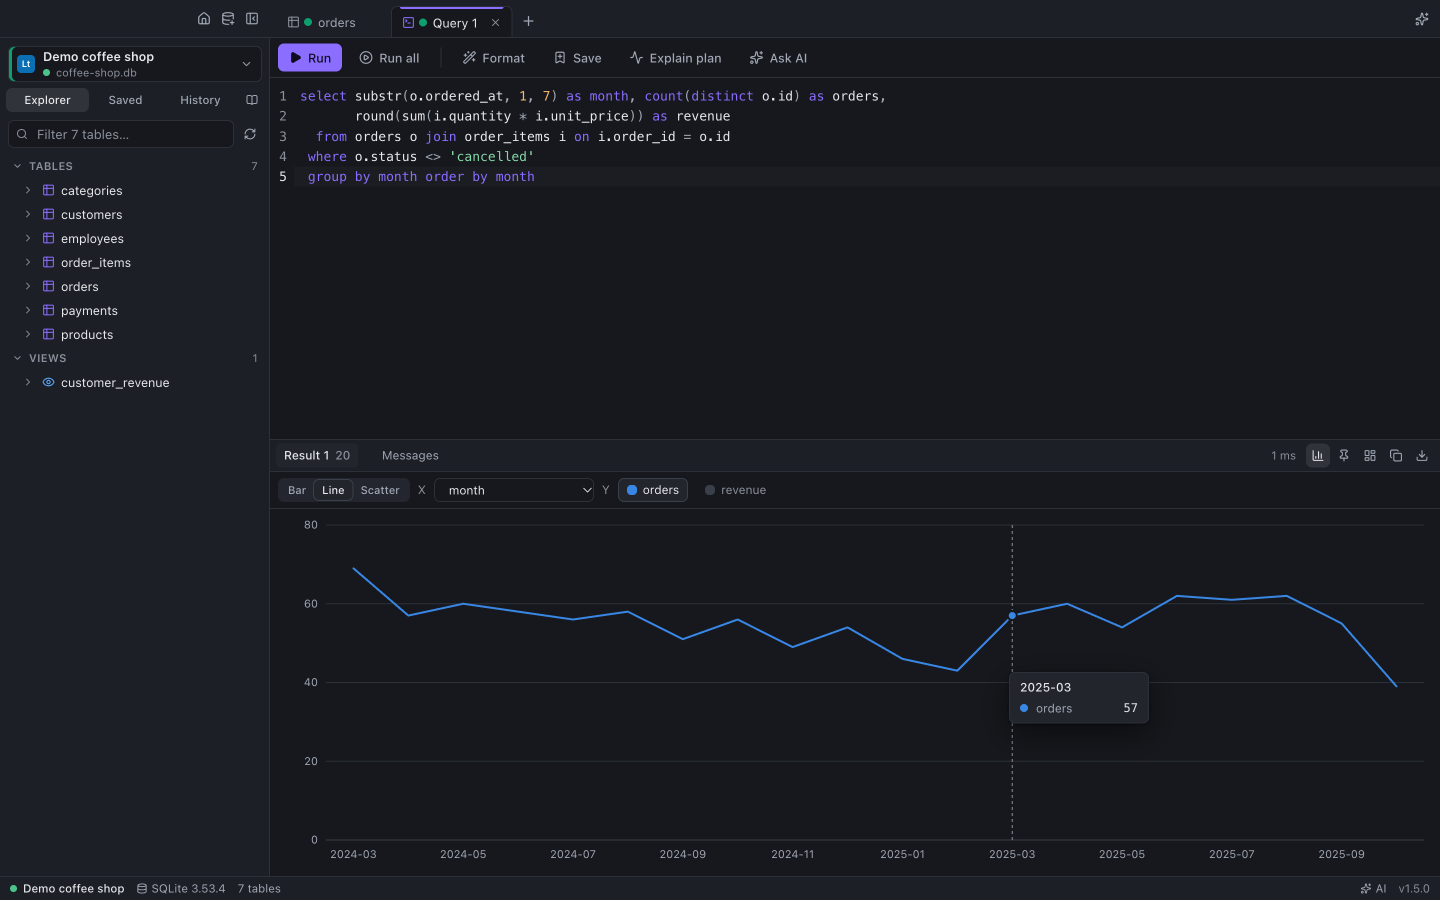 orders
Query 1
Lt
Demo coffee shop
coffee-shop.db
Run
Run all
Format
Save
Explain plan
Ask AI
Explorer
Saved
History
Filter 7 tables...
TABLES 7
categories
customers
employees
order_items
orders
payments
products
VIEWS 1
customer_revenue
1 select substr(o.ordered_at, 1, 7) as month, count(distinct o.id) as orders,
2 round(sum(i.quantity * i.unit_price)) as revenue
3 from orders o join order_items i on i.order_id = o.id
4 where o.status <> 'cancelled'
5 group by month order by month
Result 1 20
Messages
1 ms
Bar
Line
Scatter
X
month
Y
orders
revenue
80
60
40
20
0
2025-03
orders 57
2024-03
2024-05
2024-07
2024-09
2024-11
2025-01
2025-03
2025-05
2025-07
2025-09
Demo coffee shop
SQLite 3.53.4
7 tables
AI
v1.5.0